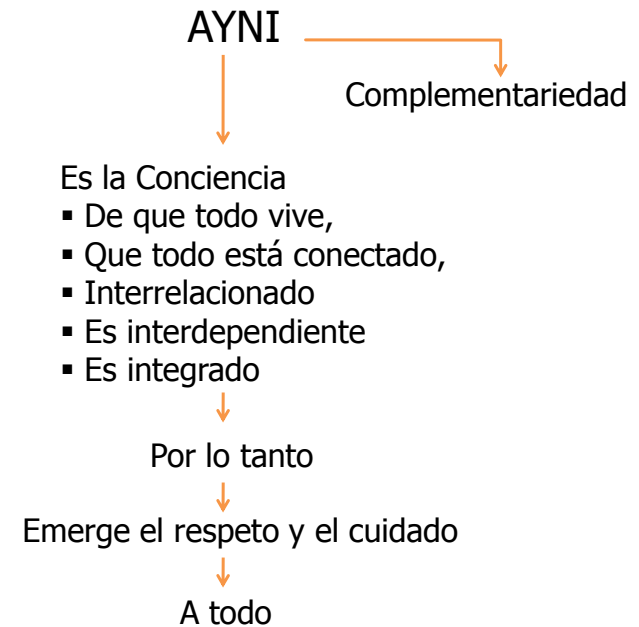 AYNI
Complementariedad
Es la Conciencia
▪ De que todo vive,
▪ Que todo está conectado,
▪ Interrelacionado
▪ Es interdependiente
▪ Es integrado
Por lo tanto
Emerge el respeto y el cuidado
A todo